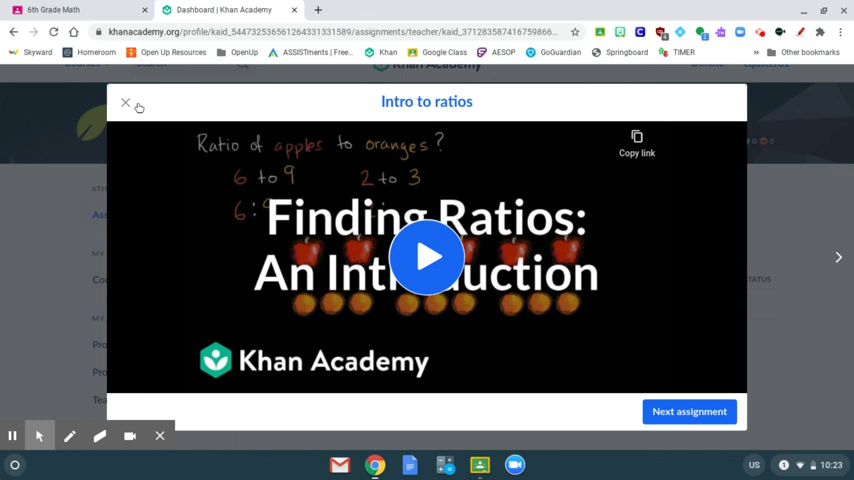 6th Grade Math
Dashboard | Khan Academy
khanacademy.org/profile/kaid_544732536561264331331589/assignments/teacher/kaid_371283587416759866...
Skyward
Homeroom
Open Up Resources
OpenUp
ASSISTments | Free...
Khan
Google Class
AESOP
GoGuardian
Springboard
TIMER
»
Other bookmarks
Khan Academy
Intro to ratios
Ratio of apples to oranges?
Copy link
6 to 9 2 to 3
6:9
Finding Ratios:
An Introduction
STATUS
Khan Academy
Next assignment
US
1
10:23